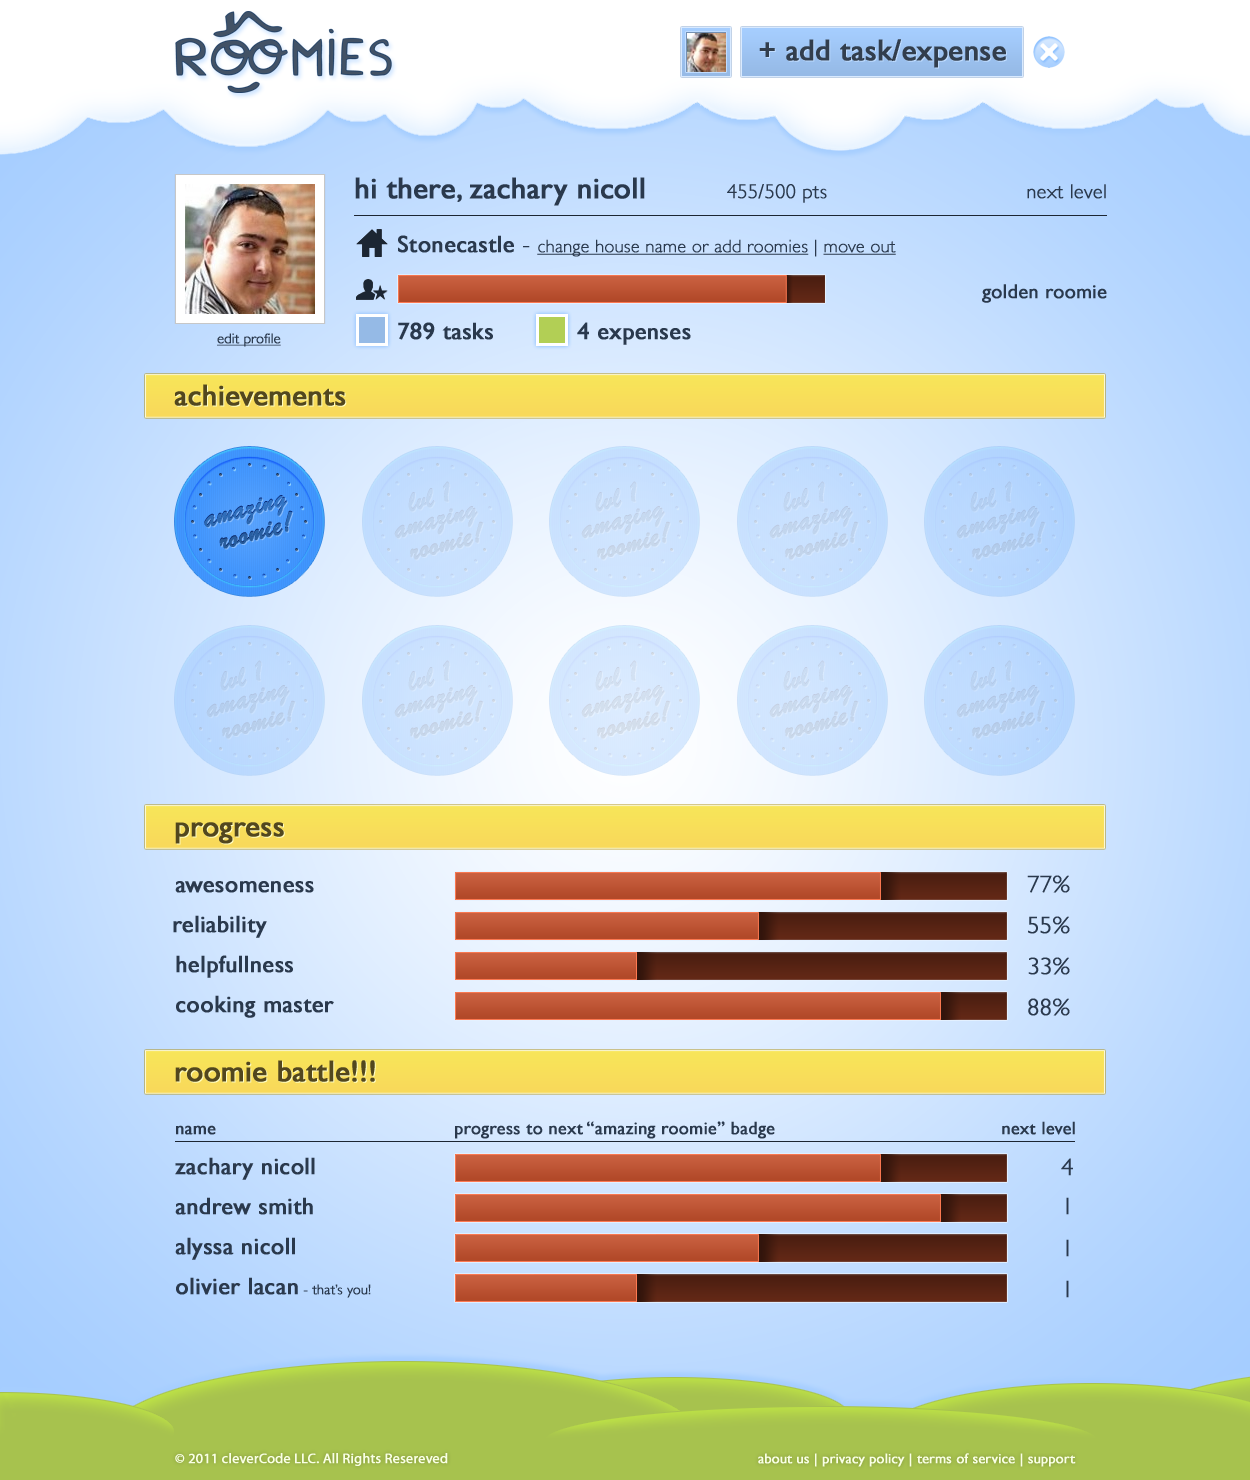 ROOMiES
+ add task/expense
hi there, zachary nicoll
455/500 pts
next level
Stonecastle - change house name or add roomies | move out
golden roomie
789 tasks
4 expenses
edit profile
achievements
amazing
roomie!
lvl 1
amazing
roomie!
lvl 1
amazing
roomie!
lvl 1
amazing
roomie!
lvl 1
amazing
roomie!
lvl 1
amazing
roomie!
lvl 1
amazing
roomie!
lvl 1
amazing
roomie!
lvl 1
amazing
roomie!
lvl 1
amazing
roomie!
progress
awesomeness 77%
reliability 55%
helpfullness 33%
cooking master 88%
roomie battle!!!
name progress to next “amazing roomie” badge next level
zachary nicoll 4
andrew smith 1
alyssa nicoll 1
olivier lacan - that's you! 1
© 2011 cleverCode LLC. All Rights Resereved
about us | privacy policy | terms of service | support